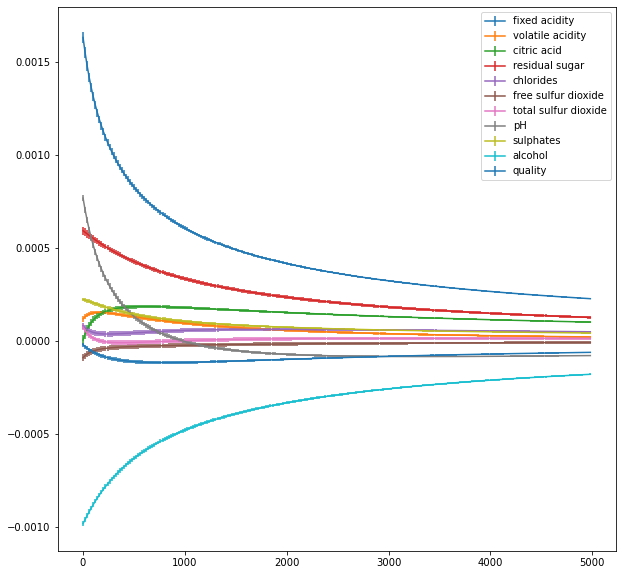 fixed acidity
volatile acidity
citric acid
residual sugar
chlorides
free sulfur dioxide
total sulfur dioxide
pH
sulphates
alcohol
quality
0.0015
0.0010
0.0005
0.0000
−0.0005
−0.0010
0 1000 2000 3000 4000 5000